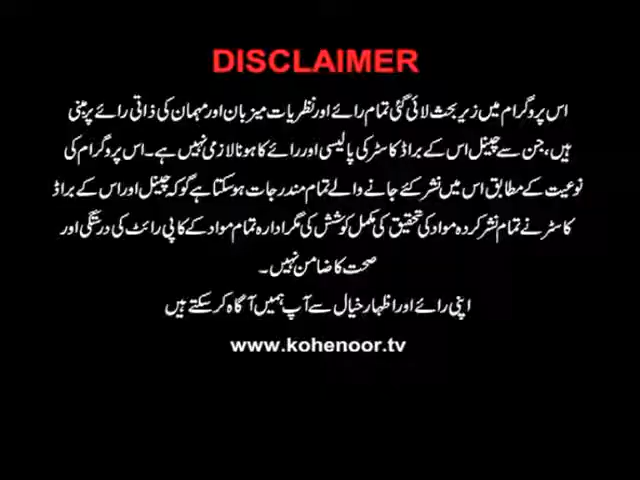 DISCLAIMER
اس پروگرام میں زیر بحث لائی گئی تمام رائے اور نظریات میزبان اور مہمان کی ذاتی رائے پر مبنی
ہیں، جن سے چینل اس کے براڈ کاسٹر کی پالیسی اور رائے کا ہونا لازمی نہیں ہے۔ اس پروگرام کی
نوعیت کے مطابق اس میں نشر کئے جانے والے تمام مندرجات ہو سکتا ہے گو کہ چینل اور اس کے براڈ
کاسٹر نے تمام نشر کردہ مواد کی تحقیق کی مکمل کوشش کی مگر ادارہ تمام مواد کے کاپی رائٹ کی درستگی اور
صحت کا ضامن نہیں۔
اپنی رائے اور اظہار خیال سے آپ ہمیں آگاہ کر سکتے ہیں
www.kohenoor.tv